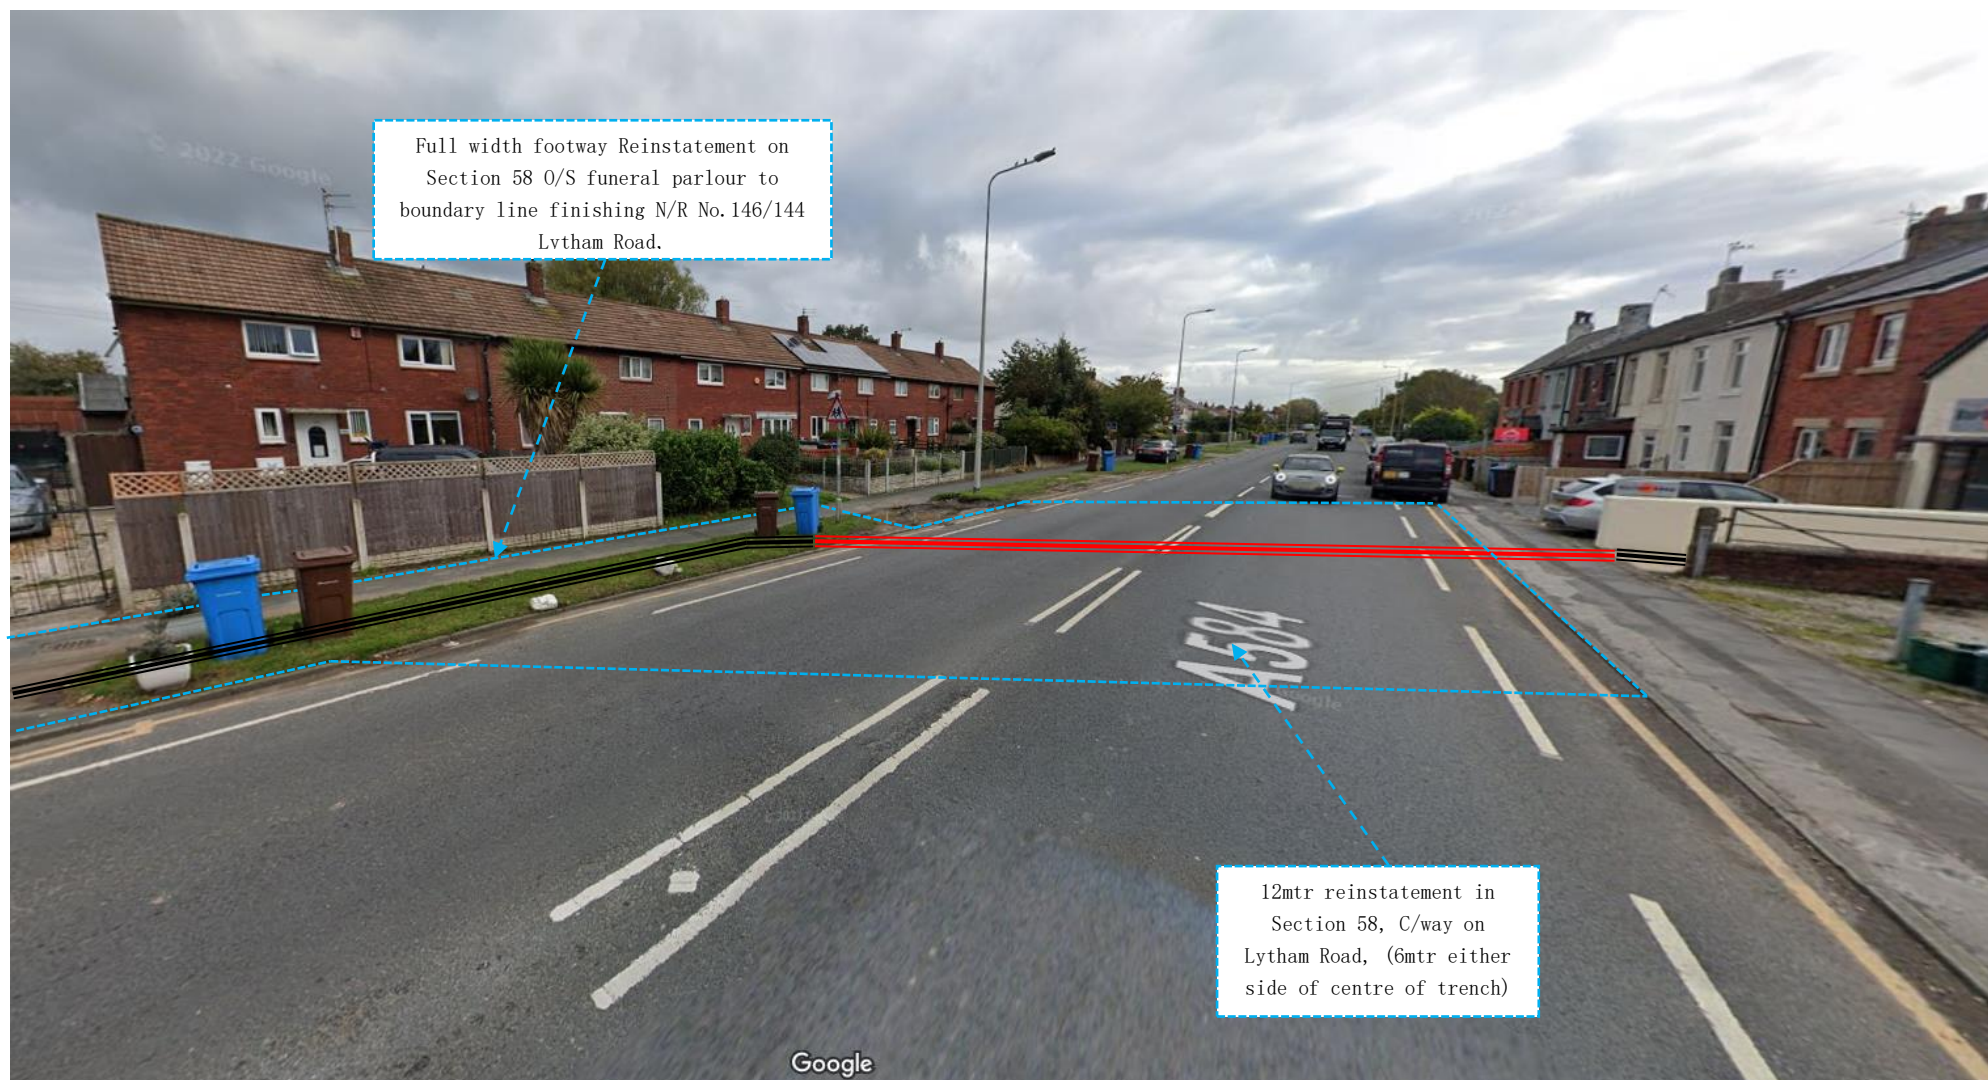 © 2022 Google
Full width footway Reinstatement on
Section 58 O/S funeral parlour to
boundary line finishing N/R No.146/144
Lytham Road.
A584
12mtr reinstatement in
Section 58, C/way on
Lytham Road, (6mtr either
side of centre of trench)
Google